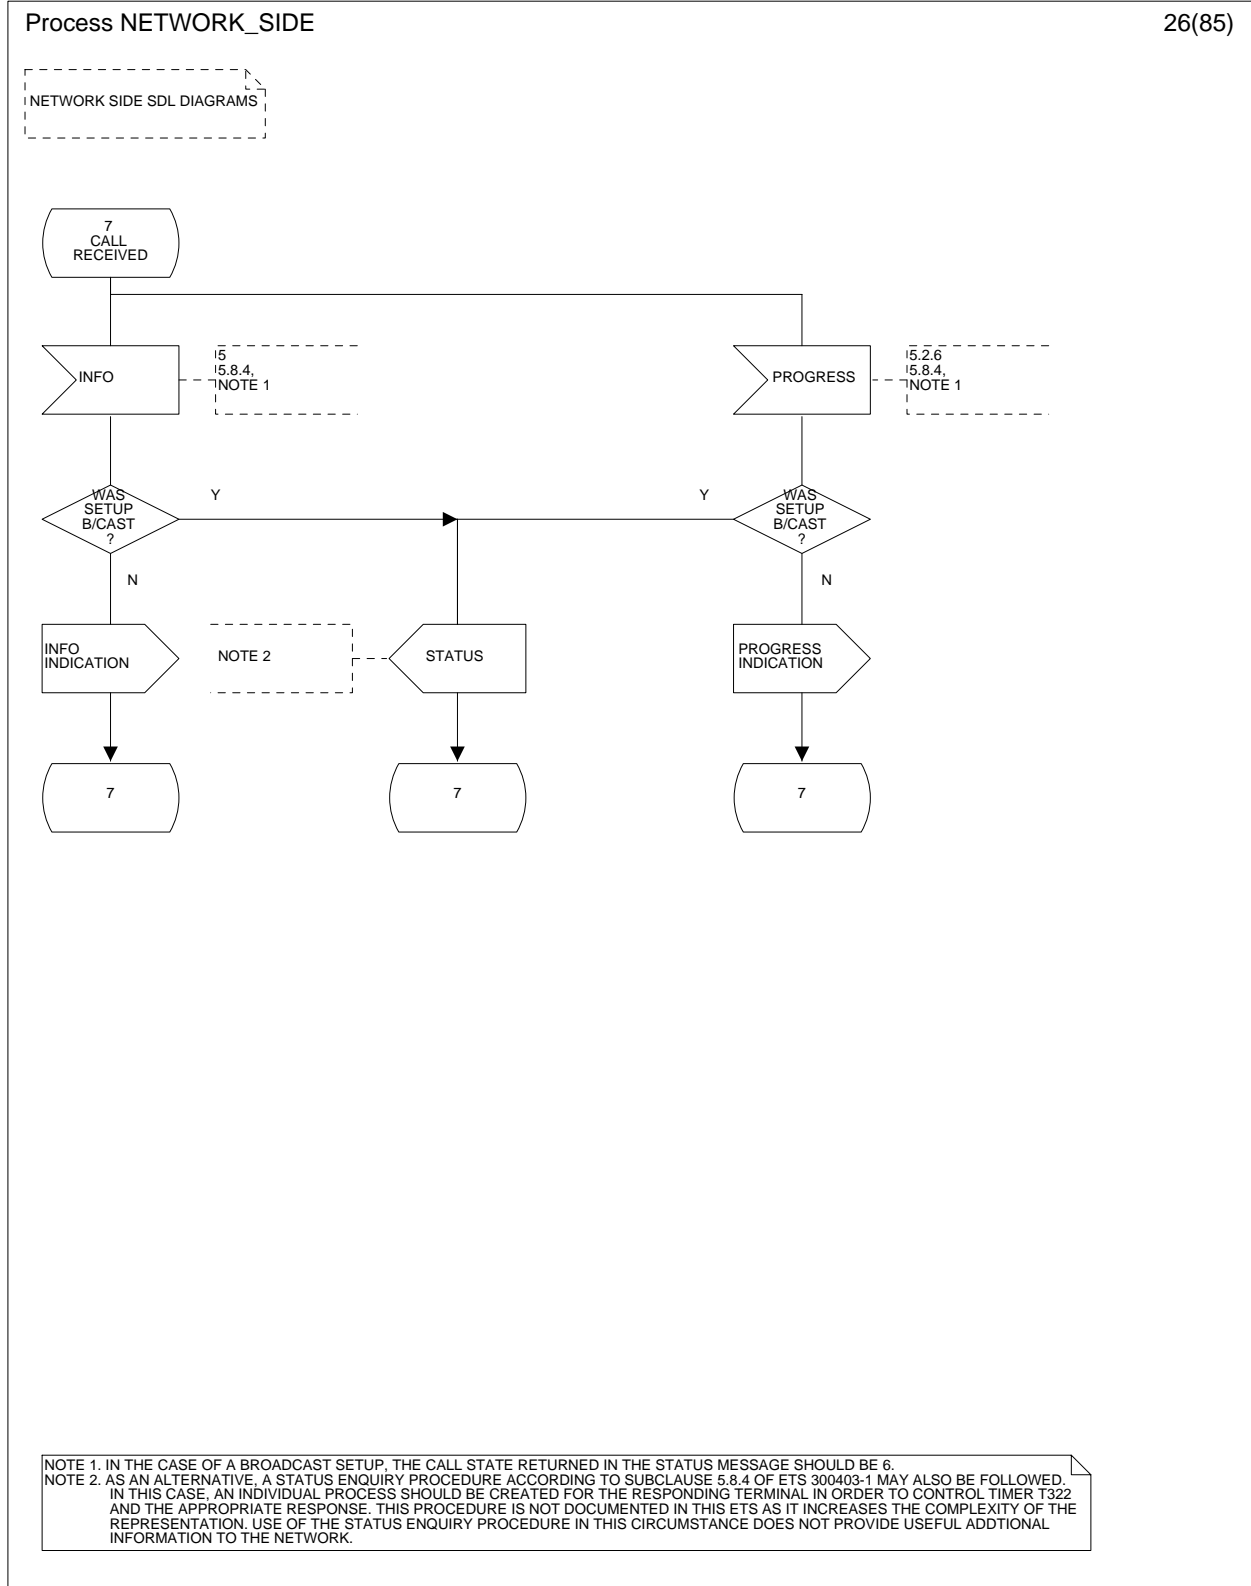 Process NETWORK_SIDE
26(85)
NETWORK SIDE SDL DIAGRAMS
7
CALL
RECEIVED
INFO
5
5.8.4,
NOTE 1
PROGRESS
5.2.6
5.8.4,
NOTE 1
WAS
SETUP
B/CAST
?
Y
Y
WAS
SETUP
B/CAST
?
N
N
INFO
INDICATION
NOTE 2
STATUS
PROGRESS
INDICATION
7
7
7
NOTE 1. IN THE CASE OF A BROADCAST SETUP, THE CALL STATE RETURNED IN THE STATUS MESSAGE SHOULD BE 6.
NOTE 2. AS AN ALTERNATIVE, A STATUS ENQUIRY PROCEDURE ACCORDING TO SUBCLAUSE 5.8.4 OF ETS 300403-1 MAY ALSO BE FOLLOWED.
IN THIS CASE, AN INDIVIDUAL PROCESS SHOULD BE CREATED FOR THE RESPONDING TERMINAL IN ORDER TO CONTROL TIMER T322
AND THE APPROPRIATE RESPONSE. THIS PROCEDURE IS NOT DOCUMENTED IN THIS ETS AS IT INCREASES THE COMPLEXITY OF THE
REPRESENTATION. USE OF THE STATUS ENQUIRY PROCEDURE IN THIS CIRCUMSTANCE DOES NOT PROVIDE USEFUL ADDTIONAL
INFORMATION TO THE NETWORK.